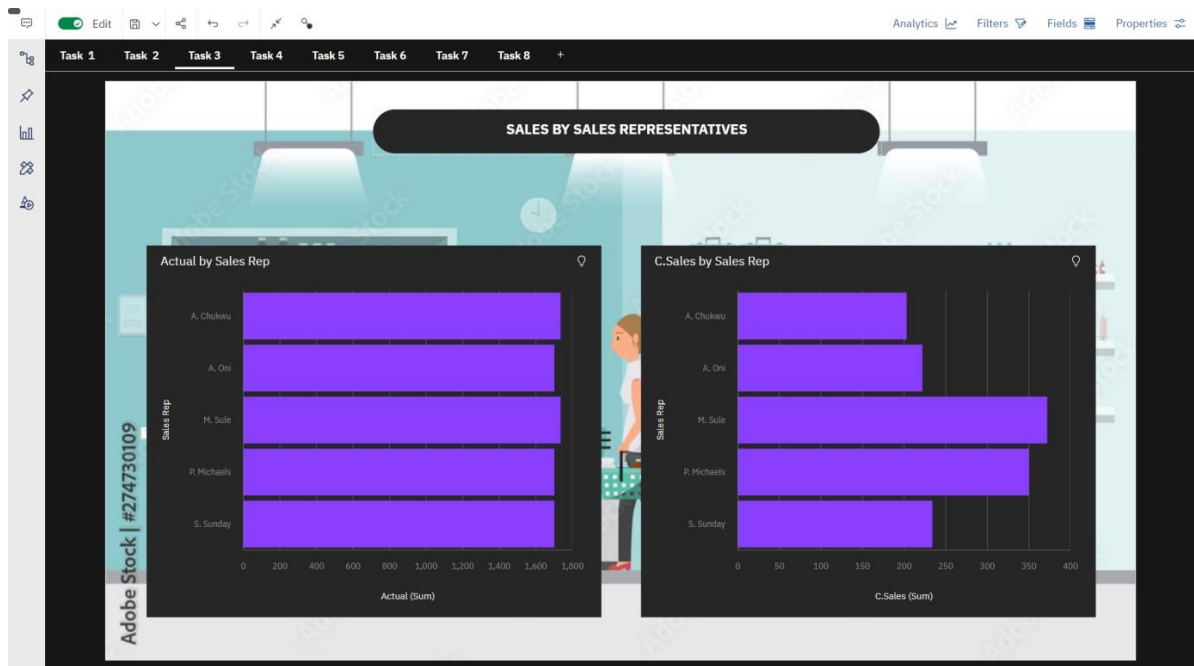 Edit
Analytics Filters Fields Properties
Task 1 Task 2 Task 3 Task 4 Task 5 Task 6 Task 7 Task 8 +
SALES BY SALES REPRESENTATIVES
Actual by Sales Rep
Sales Rep
A. Chukwu
A. Oni
M. Sule
P. Michaels
S. Sunday
0 200 400 600 800 1,000 1,200 1,400 1,600 1,800
Actual (Sum)
C.Sales by Sales Rep
Sales Rep
A. Chukwu
A. Oni
M. Sule
P. Michaels
S. Sunday
0 50 100 150 200 250 300 350 400
C.Sales (Sum)
Adobe Stock | #274730109